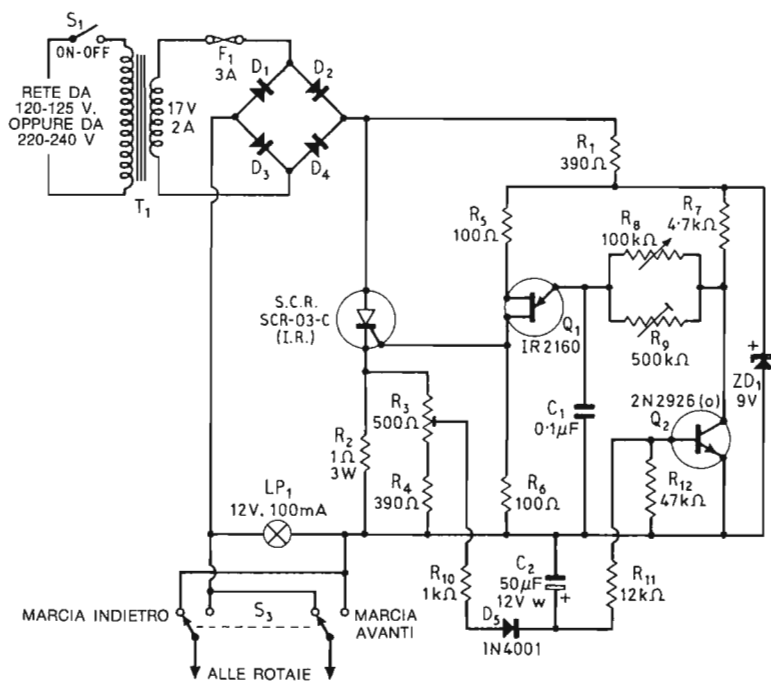 S1
ON-OFF
RETE DA
120-125 V,
OPPURE DA
220-240 V
T1
17V
2A
F1
3A
D1
D2
D3
D4
R1
390Ω
R5
100Ω
R7
4.7kΩ
R8
100kΩ
R9
500kΩ
S.C.R.
SCR-03-C
(I.R.)
Q1
IR2160
ZD1
9V
+
C1
0.1µF
2N2926(o)
Q2
R3
500Ω
R2
1Ω
3W
R4
390Ω
R6
100Ω
R12
47kΩ
LP1
12V, 100mA
R10
1kΩ
C2
50µF
12V w
+
R11
12kΩ
D5
1N4001
MARCIA INDIETRO
S3
MARCIA
AVANTI
ALLE ROTAIE